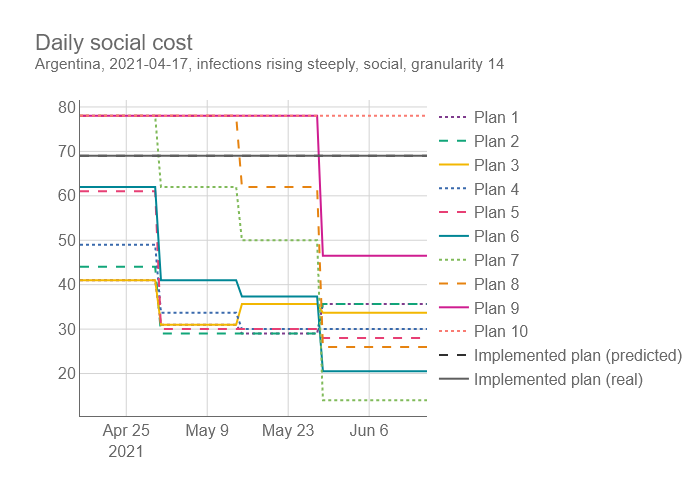 Daily social cost
Argentina, 2021-04-17, infections rising steeply, social, granularity 14
80
70
60
50
40
30
20
Apr 25
2021
May 9
May 23
Jun 6
Plan 1
Plan 2
Plan 3
Plan 4
Plan 5
Plan 6
Plan 7
Plan 8
Plan 9
Plan 10
Implemented plan (predicted)
Implemented plan (real)